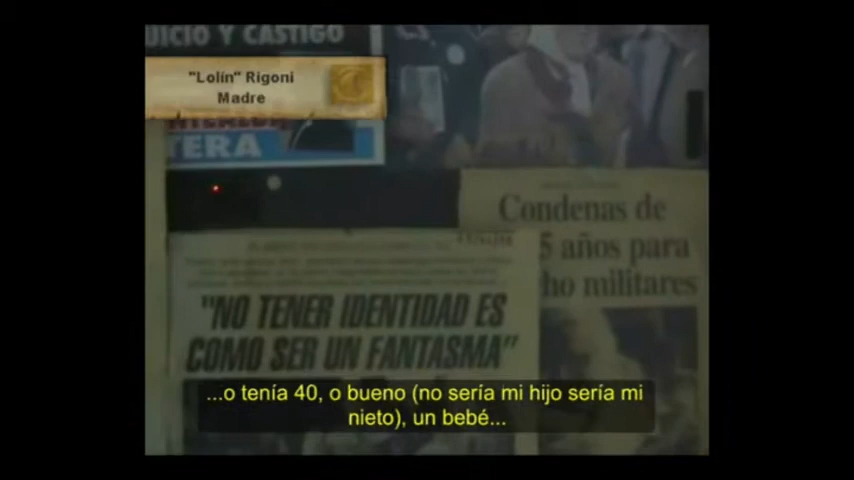 JUICIO Y CASTIGO
"Lolín" Rigoni
Madre
TERA
Condenas de
5 años para
ho militares
"NO TENER IDENTIDAD ES
COMO SER UN FANTASMA"
...o tenía 40, o bueno (no sería mi hijo sería mi
nieto), un bebé...